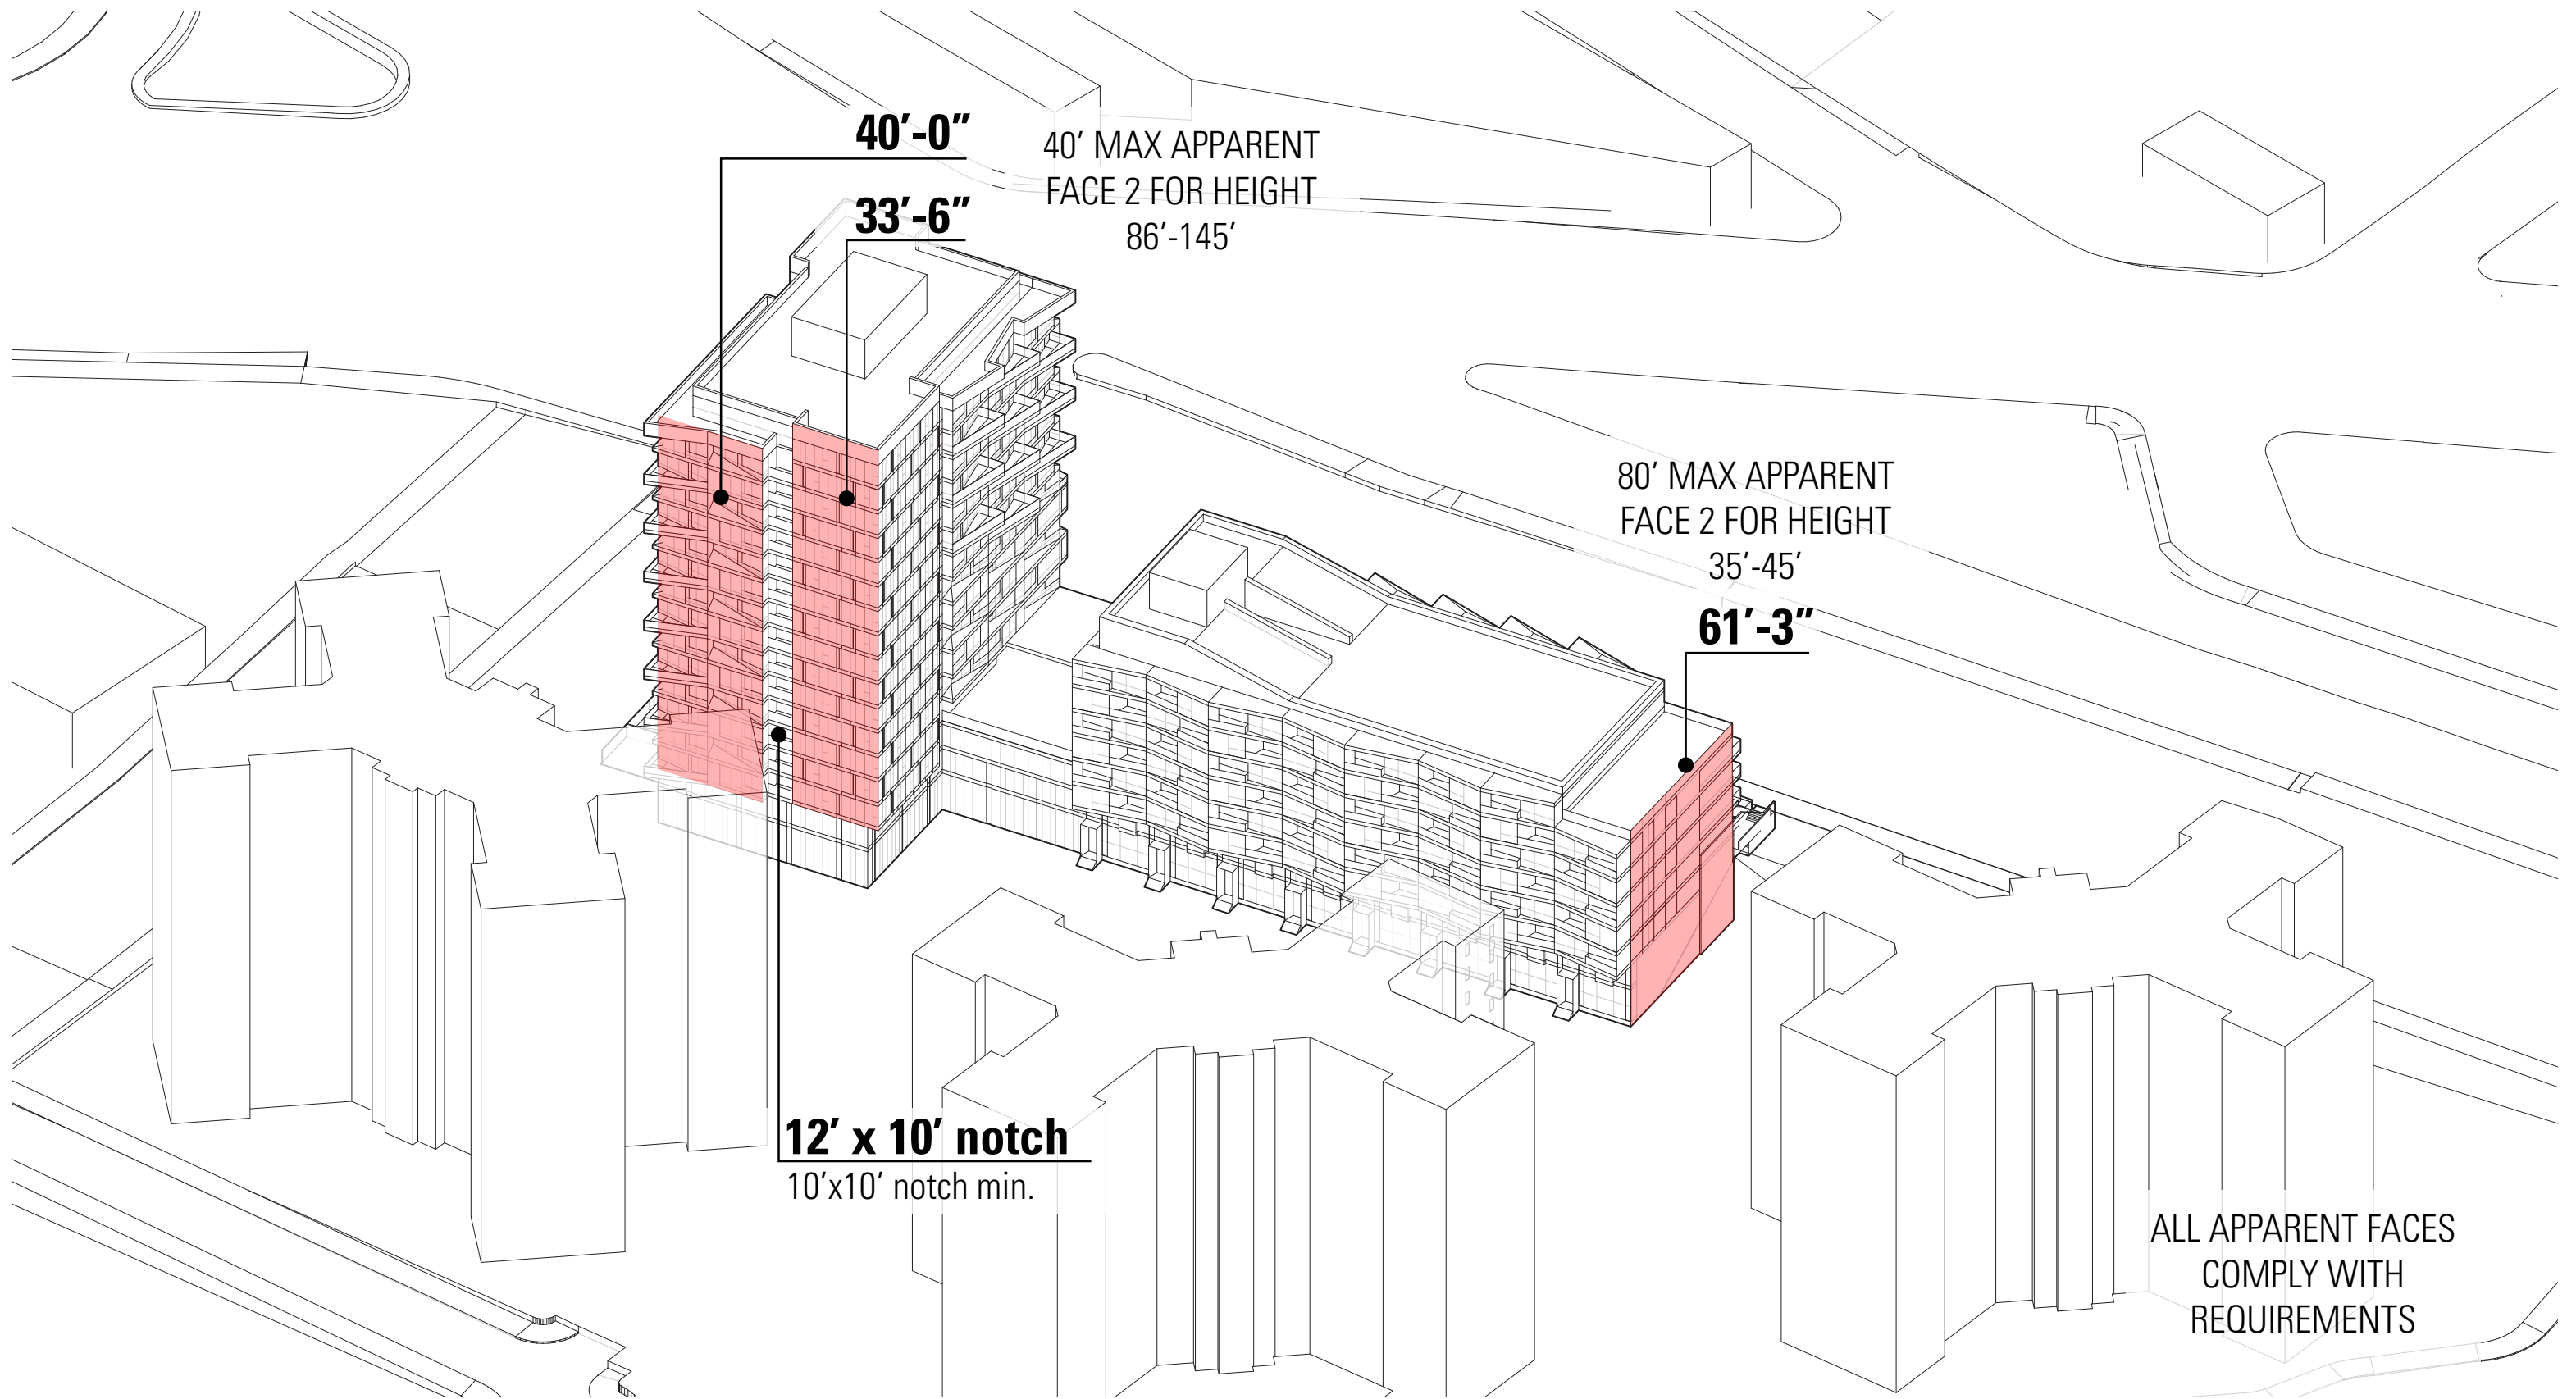 40′-0″
40′ MAX APPARENT
FACE 2 FOR HEIGHT
86′-145′
33′-6″
80′ MAX APPARENT
FACE 2 FOR HEIGHT
35′-45′
61′-3″
12′ x 10′ notch
10′x10′ notch min.
ALL APPARENT FACES
COMPLY WITH
REQUIREMENTS